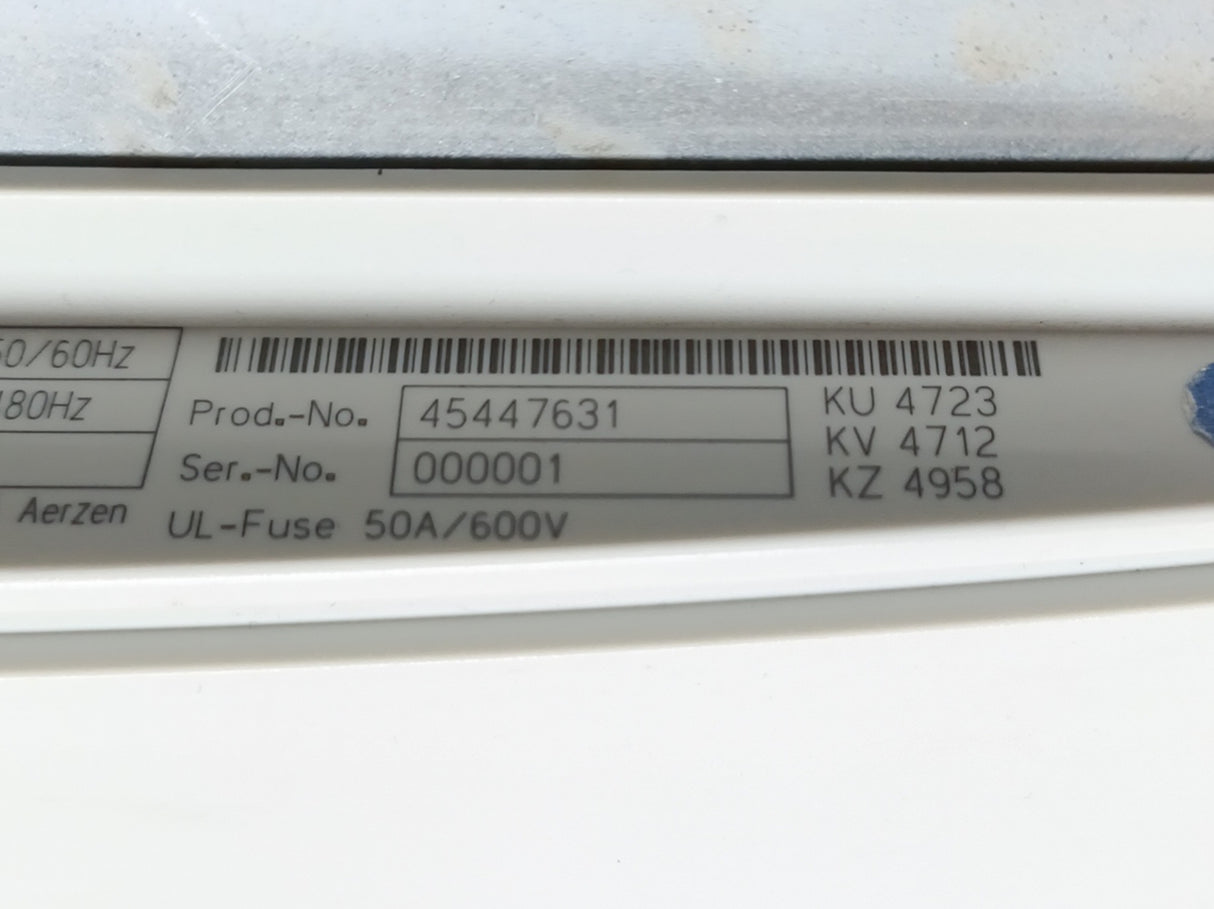 50/60Hz
480Hz
Prod.-No. 45447631 KU 4723
KV 4712
Ser.-No. 000001 KZ 4958
Aerzen
UL-Fuse 50A/600V